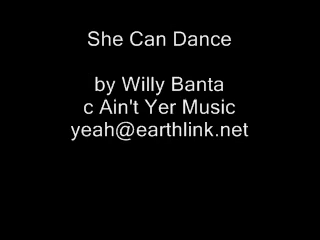 She Can Dance
by Willy Banta
c Ain't Yer Music
yeah@earthlink.net